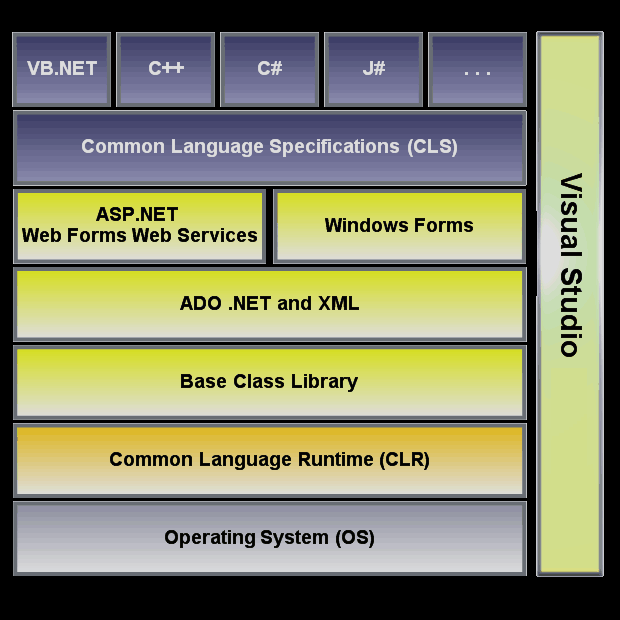 VB.NET
C++
C#
J#
. . .
Common Language Specifications (CLS)
ASP.NET
Web Forms Web Services
Windows Forms
ADO .NET and XML
Base Class Library
Common Language Runtime (CLR)
Operating System (OS)
Visual Studio